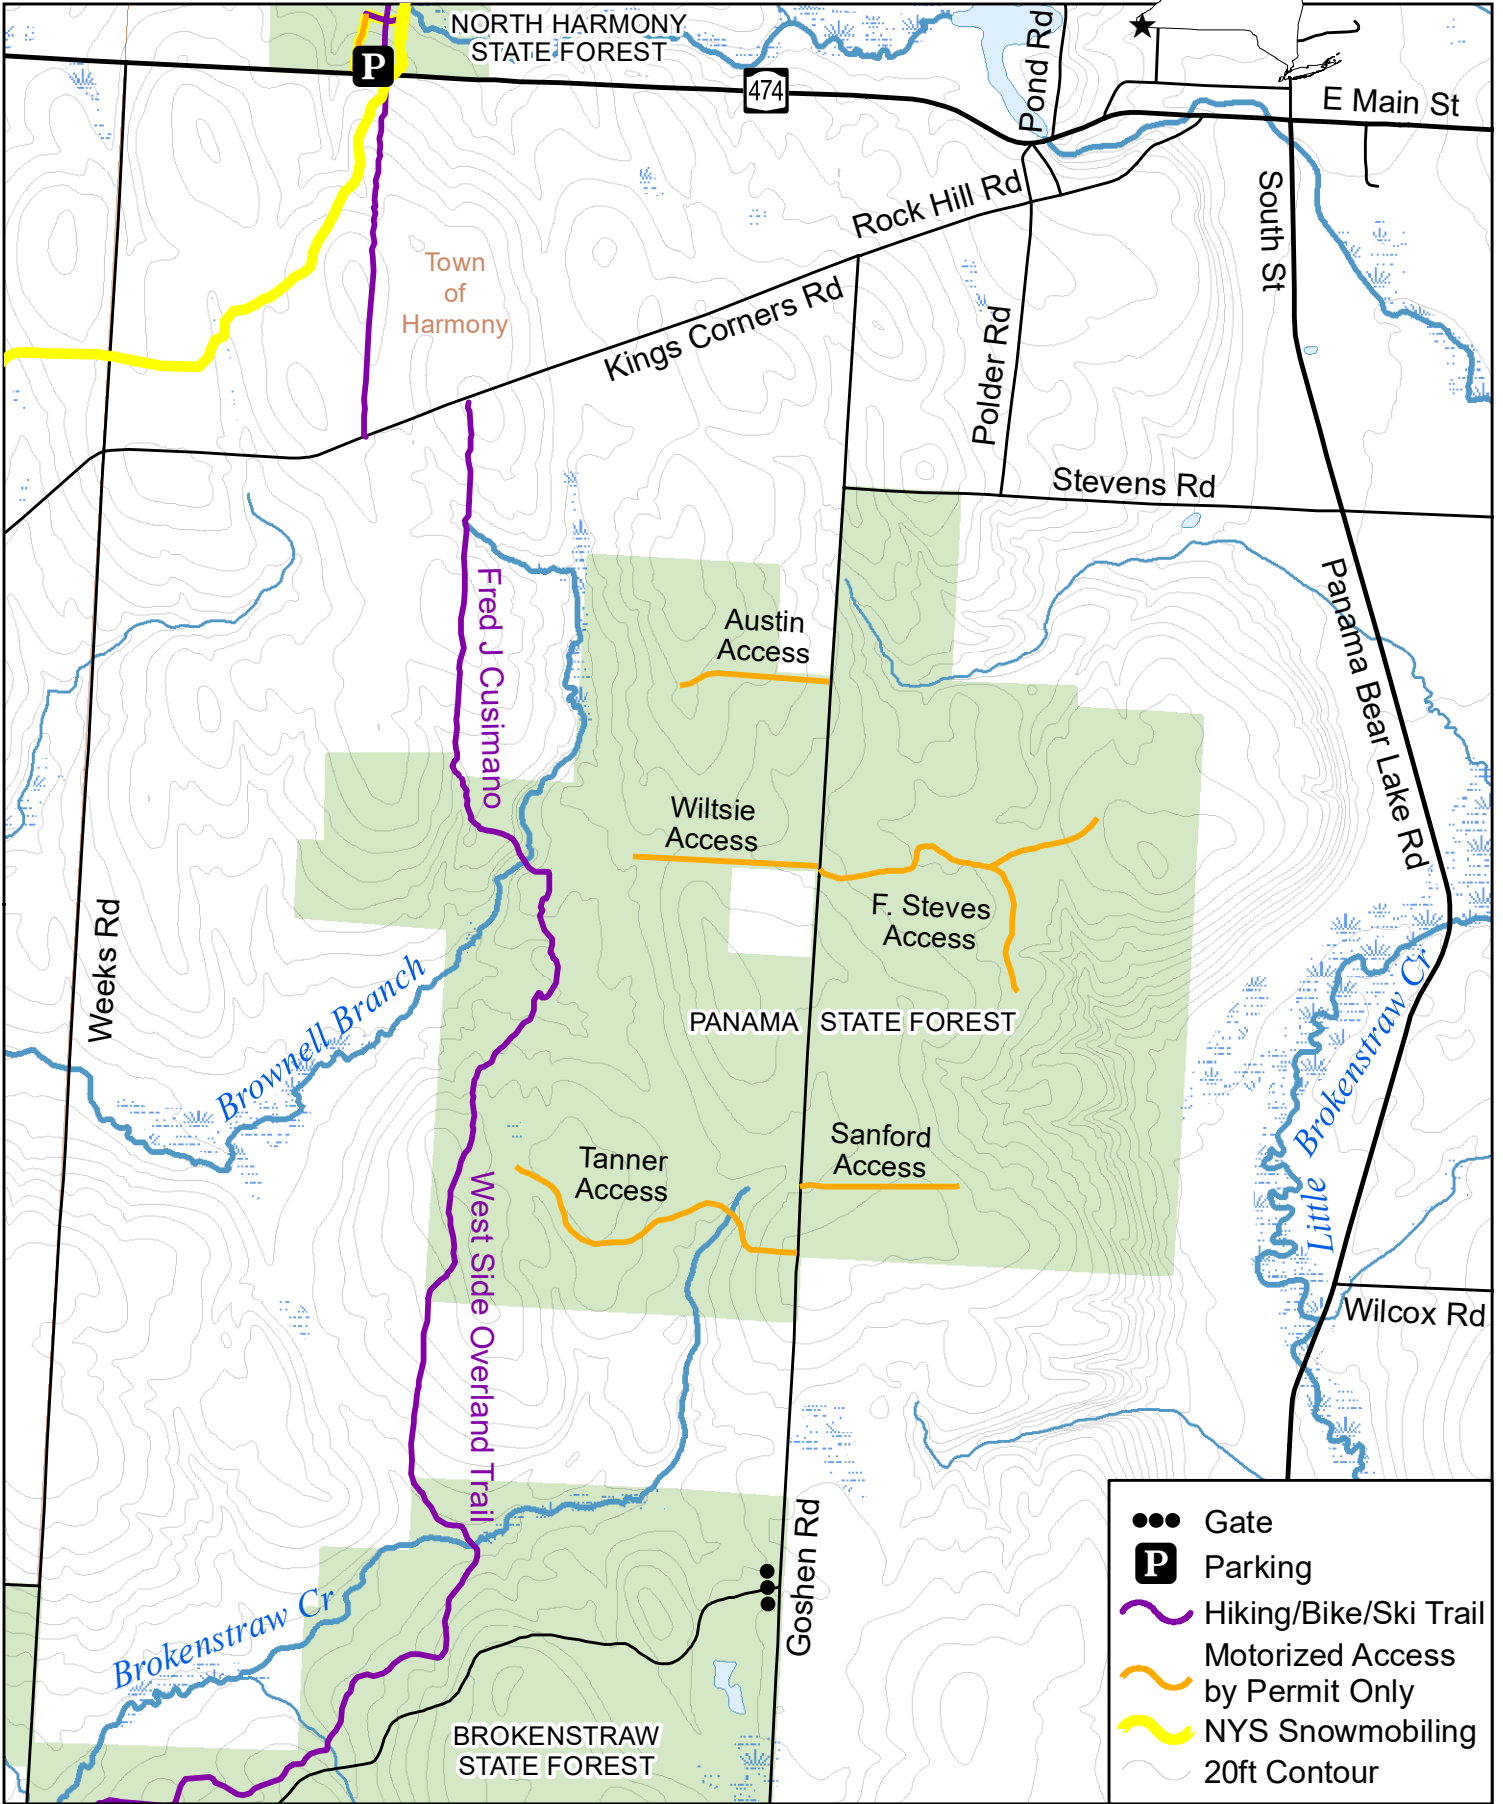 NORTH HARMONY
STATE FOREST
P
474
Pond Rd
E Main St
Rock Hill Rd
South St
Town
of
Harmony
Kings Corners Rd
Polder Rd
Stevens Rd
Fred J Cusimano
Austin
Access
Panama Bear Lake Rd
Wiltsie
Access
F. Steves
Access
Weeks Rd
Brownell Branch
PANAMA STATE FOREST
Little Brokenstraw Cr
Tanner
Access
Sanford
Access
West Side Overland Trail
Wilcox Rd
Goshen Rd
Brokenstraw Cr
BROKENSTRAW
STATE FOREST
Gate
P Parking
Hiking/Bike/Ski Trail
Motorized Access
by Permit Only
NYS Snowmobiling
20ft Contour